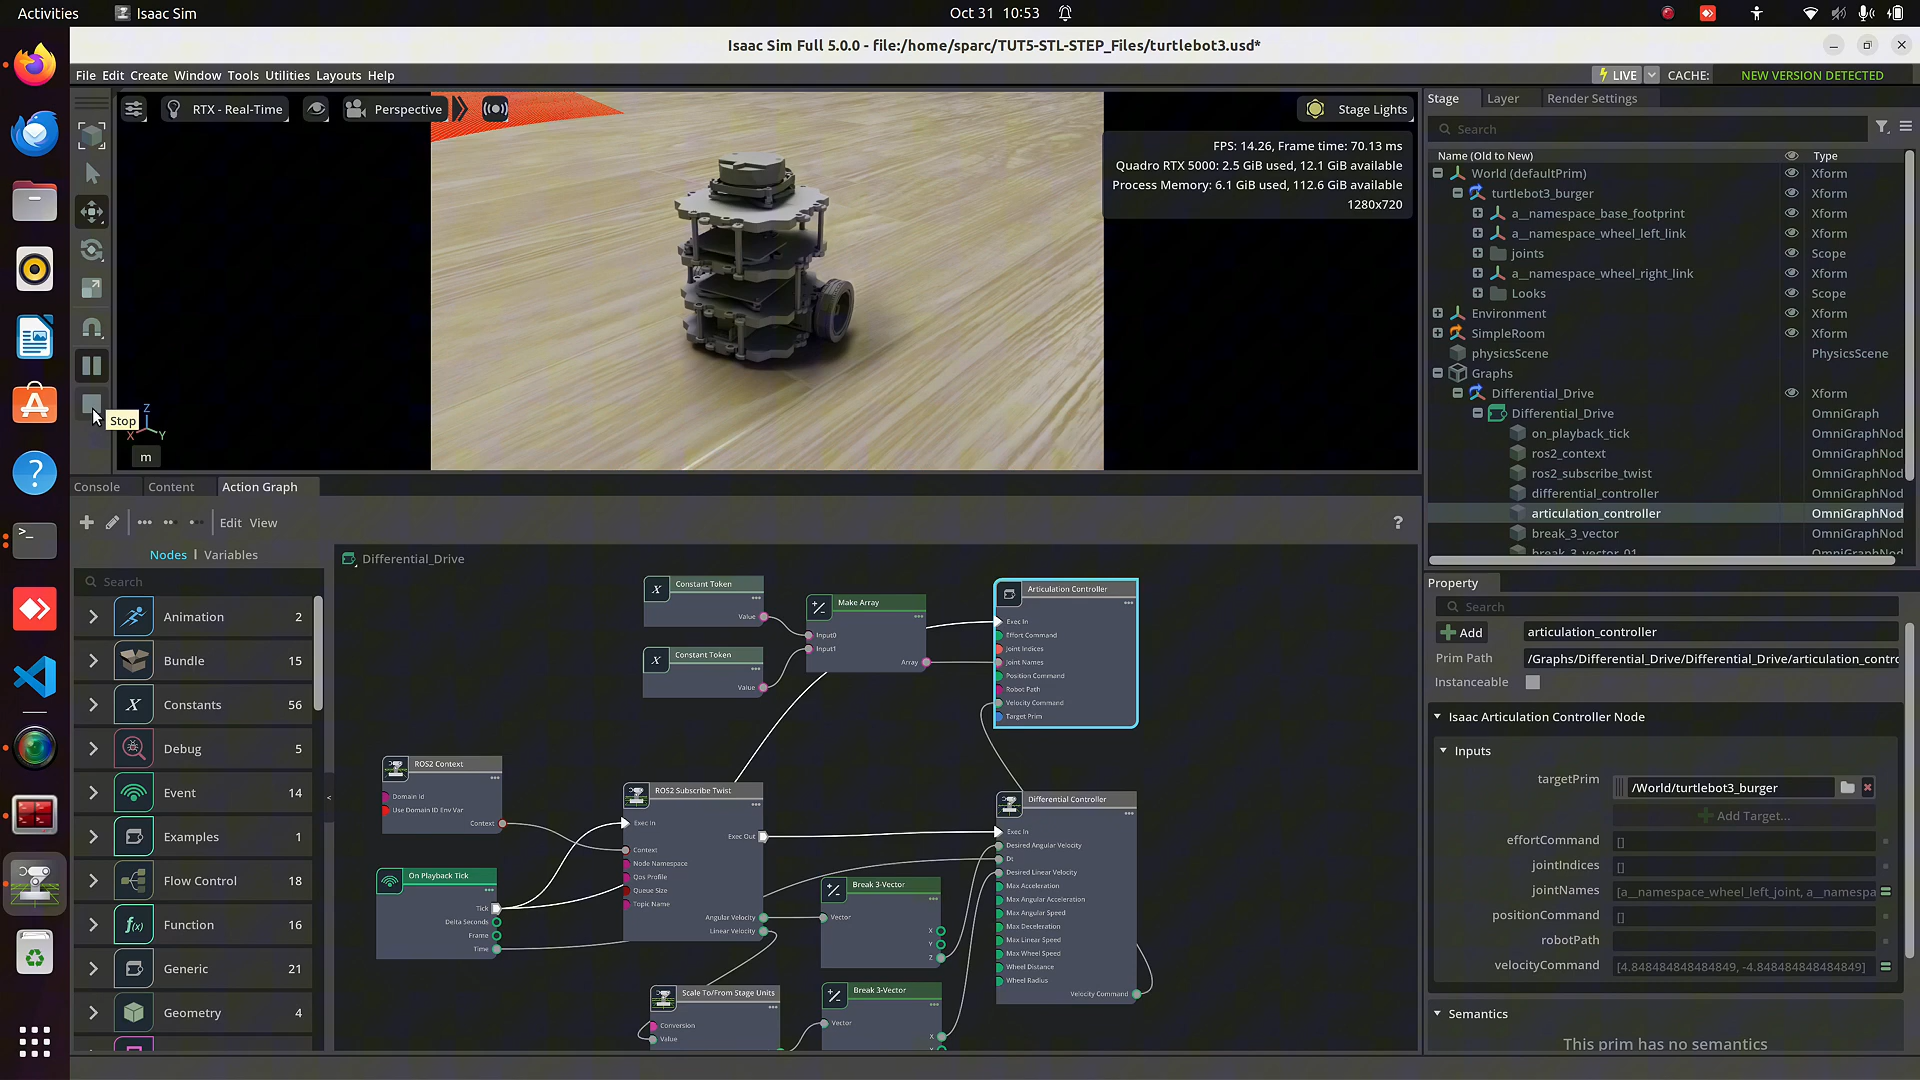 Activities
Isaac Sim
Oct 31 10:53
Isaac Sim Full 5.0.0 - file:/home/sparc/TUT5-STL-STEP_Files/turtlebot3.usd*
File Edit Create Window Tools Utilities Layouts Help
LIVE
CACHE:
NEW VERSION DETECTED
RTX - Real-Time
Perspective
Stage Lights
FPS: 14.26, Frame time: 70.13 ms
Quadro RTX 5000: 2.5 GiB used, 12.1 GiB available
Process Memory: 6.1 GiB used, 112.6 GiB available
1280x720
Stop
Z
X
Y
m
Stage
Layer
Render Settings
Search
Name (Old to New)
Type
World (defaultPrim)
Xform
turtlebot3_burger
Xform
a__namespace_base_footprint
Xform
a__namespace_wheel_left_link
Xform
joints
Scope
a__namespace_wheel_right_link
Xform
Looks
Scope
Environment
Xform
SimpleRoom
Xform
physicsScene
PhysicsScene
Graphs
Differential_Drive
Xform
Differential_Drive
OmniGraph
on_playback_tick
OmniGraphNod
ros2_context
OmniGraphNod
ros2_subscribe_twist
OmniGraphNod
differential_controller
OmniGraphNod
articulation_controller
OmniGraphNod
break_3_vector
OmniGraphNod
break_3_vector_01
Console
Content
Action Graph
Edit View
?
Nodes | Variables
Search
Animation 2
Bundle 15
Constants 56
Debug 5
Event 14
Examples 1
Flow Control 18
Function 16
Generic 21
Geometry 4
Differential_Drive
Constant Token
Value
Constant Token
Value
Make Array
Input0
Input1
Array
Articulation Controller
Exec In
Effort Command
Joint Indices
Joint Names
Position Command
Robot Path
Velocity Command
Target Prim
ROS2 Context
Domain Id
Use Domain ID Env Var
Context
On Playback Tick
Tick
Delta Seconds
Frame
Time
ROS2 Subscribe Twist
Exec In
Exec Out
Context
Node Namespace
Qos Profile
Queue Size
Topic Name
Angular Velocity
Linear Velocity
Break 3-Vector
Vector
X
Y
Z
Scale To/From Stage Units
Conversion
Value
Break 3-Vector
Vector
X
Differential Controller
Exec In
Desired Angular Velocity
Dt
Desired Linear Velocity
Max Acceleration
Max Angular Acceleration
Max Angular Speed
Max Deceleration
Max Linear Speed
Max Wheel Speed
Wheel Distance
Wheel Radius
Velocity Command
Property
Search
Add
articulation_controller
Prim Path
/Graphs/Differential_Drive/Differential_Drive/articulation_contro
Instanceable
Isaac Articulation Controller Node
Inputs
targetPrim
/World/turtlebot3_burger
Add Target...
effortCommand
[]
jointIndices
[]
jointNames
[a__namespace_wheel_left_joint, a__namespa
positionCommand
[]
robotPath
velocityCommand
[4.848484848484849, -4.848484848484849]
Semantics
This prim has no semantics